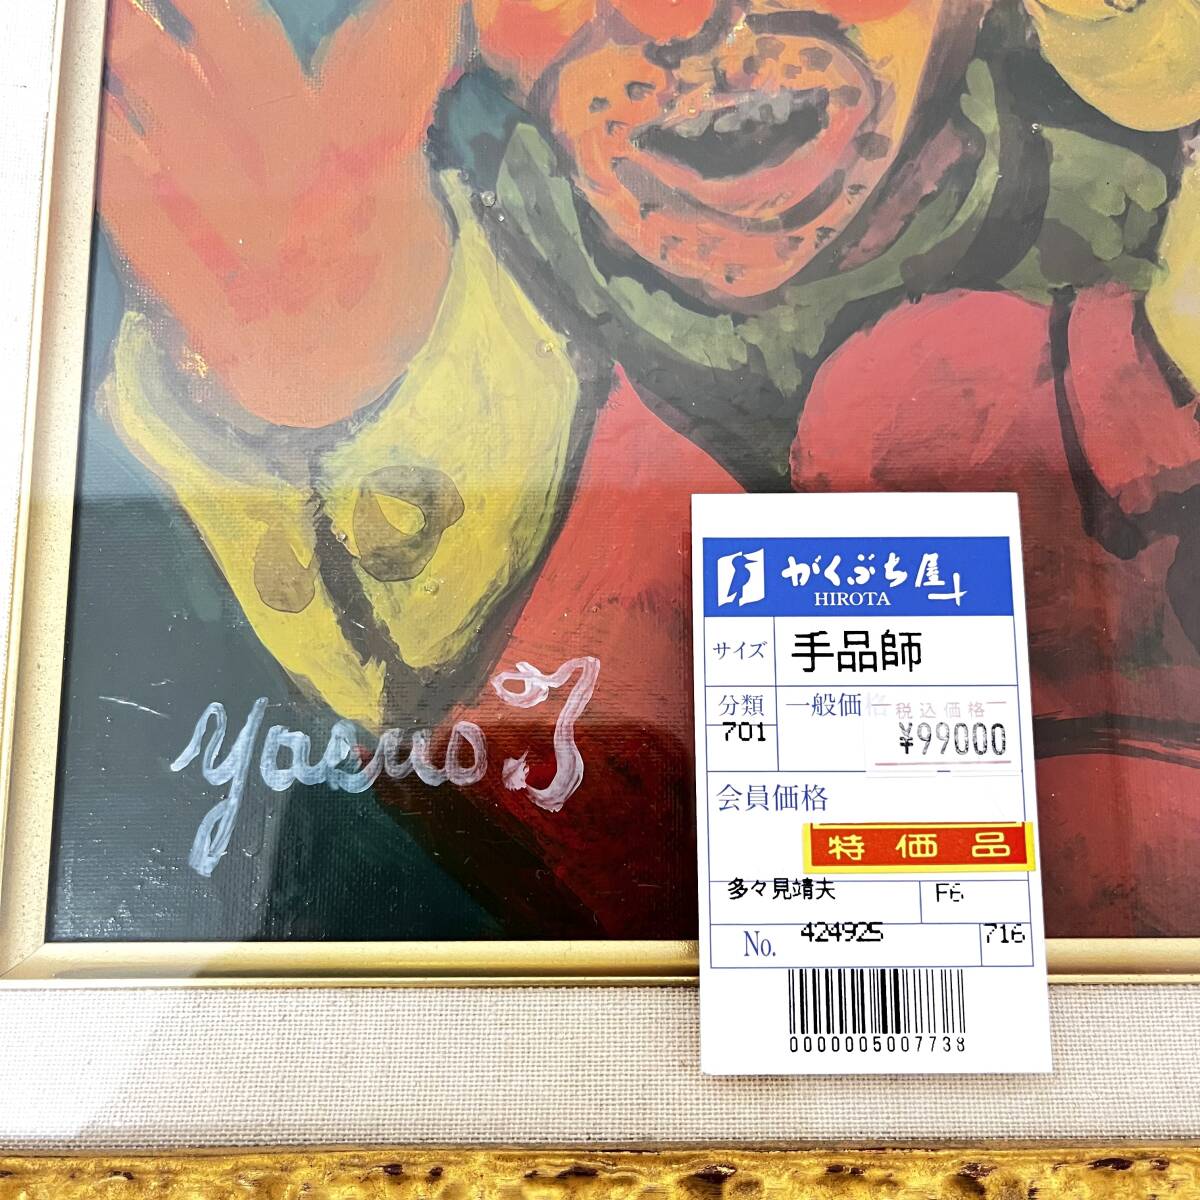 yasuo T
がくぶち屋
HIROTA
サイズ 手品師
分類 一般価格 税込価格
701 ¥99000
会員価格
特価品
多々見靖夫 F6
No. 424925 716
0000005007738